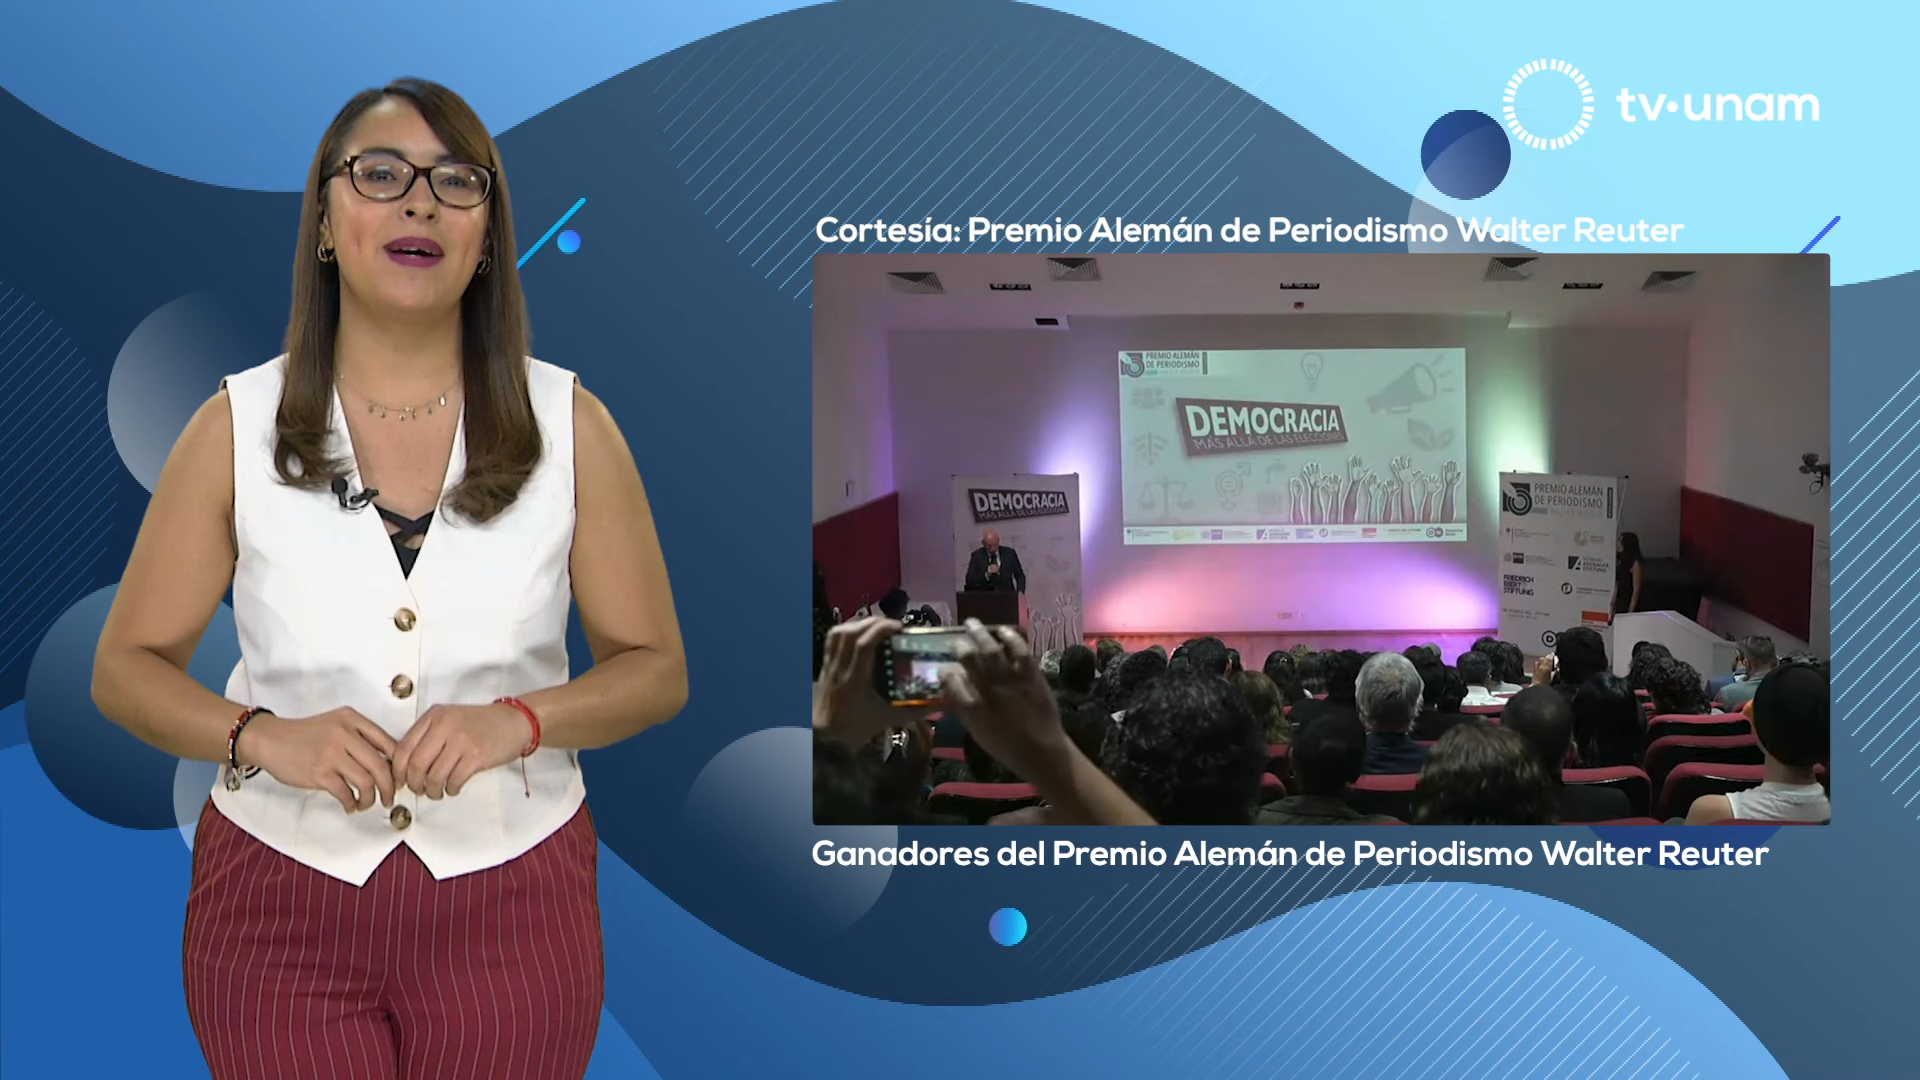 tv·unam
Cortesía: Premio Alemán de Periodismo Walter Reuter
PREMIO ALEMÁN
DE PERIODISMO
DEMOCRACIA
MÁS ALLÁ DE LAS ELECCIONES
DEMOCRACIA
PREMIO ALEMÁN
DE PERIODISMO
FRIEDRICH
EBERT
STIFTUNG
Ganadores del Premio Alemán de Periodismo Walter Reuter